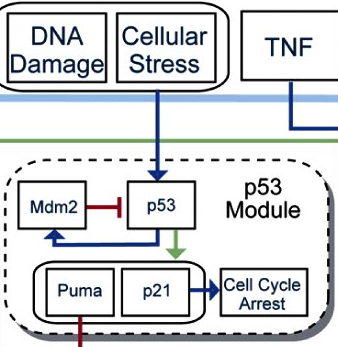 DNA
Damage
Cellular
Stress
TNF
Mdm2
p53
p53
Module
Puma
p21
Cell Cycle
Arrest